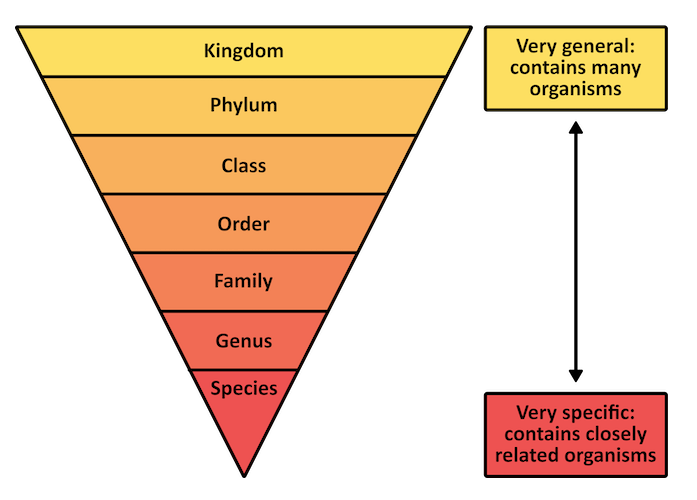 Kingdom
Phylum
Class
Order
Family
Genus
Species
Very general:
contains many
organisms
Very specific:
contains closely
related organisms